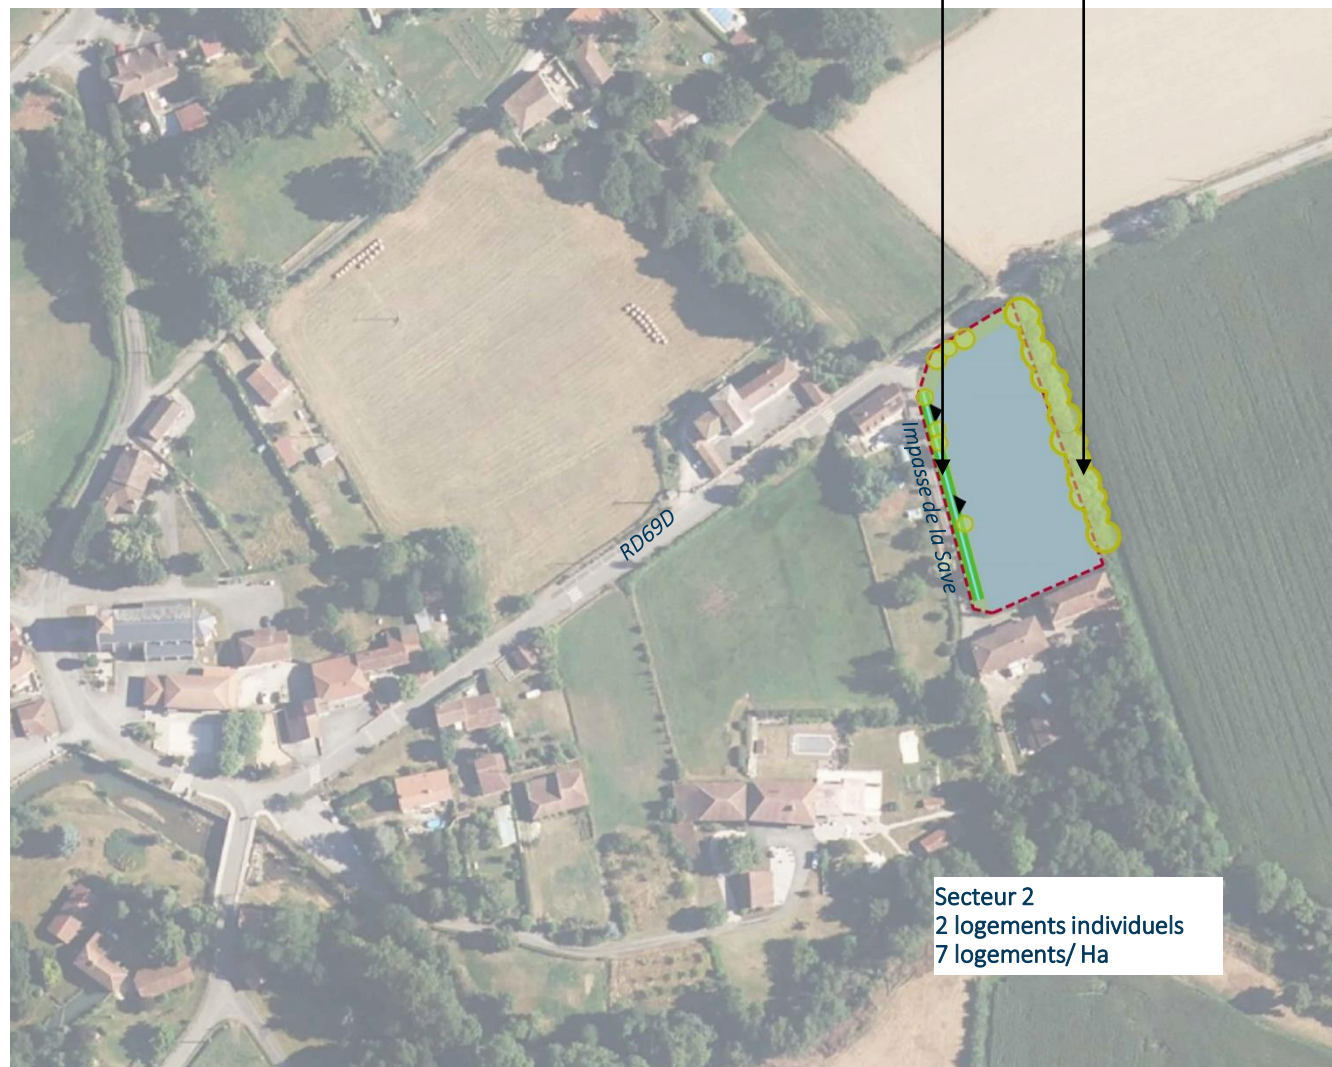 Impasse de la Save
RD69D
Secteur 2
2 logements individuels
7 logements/ Ha